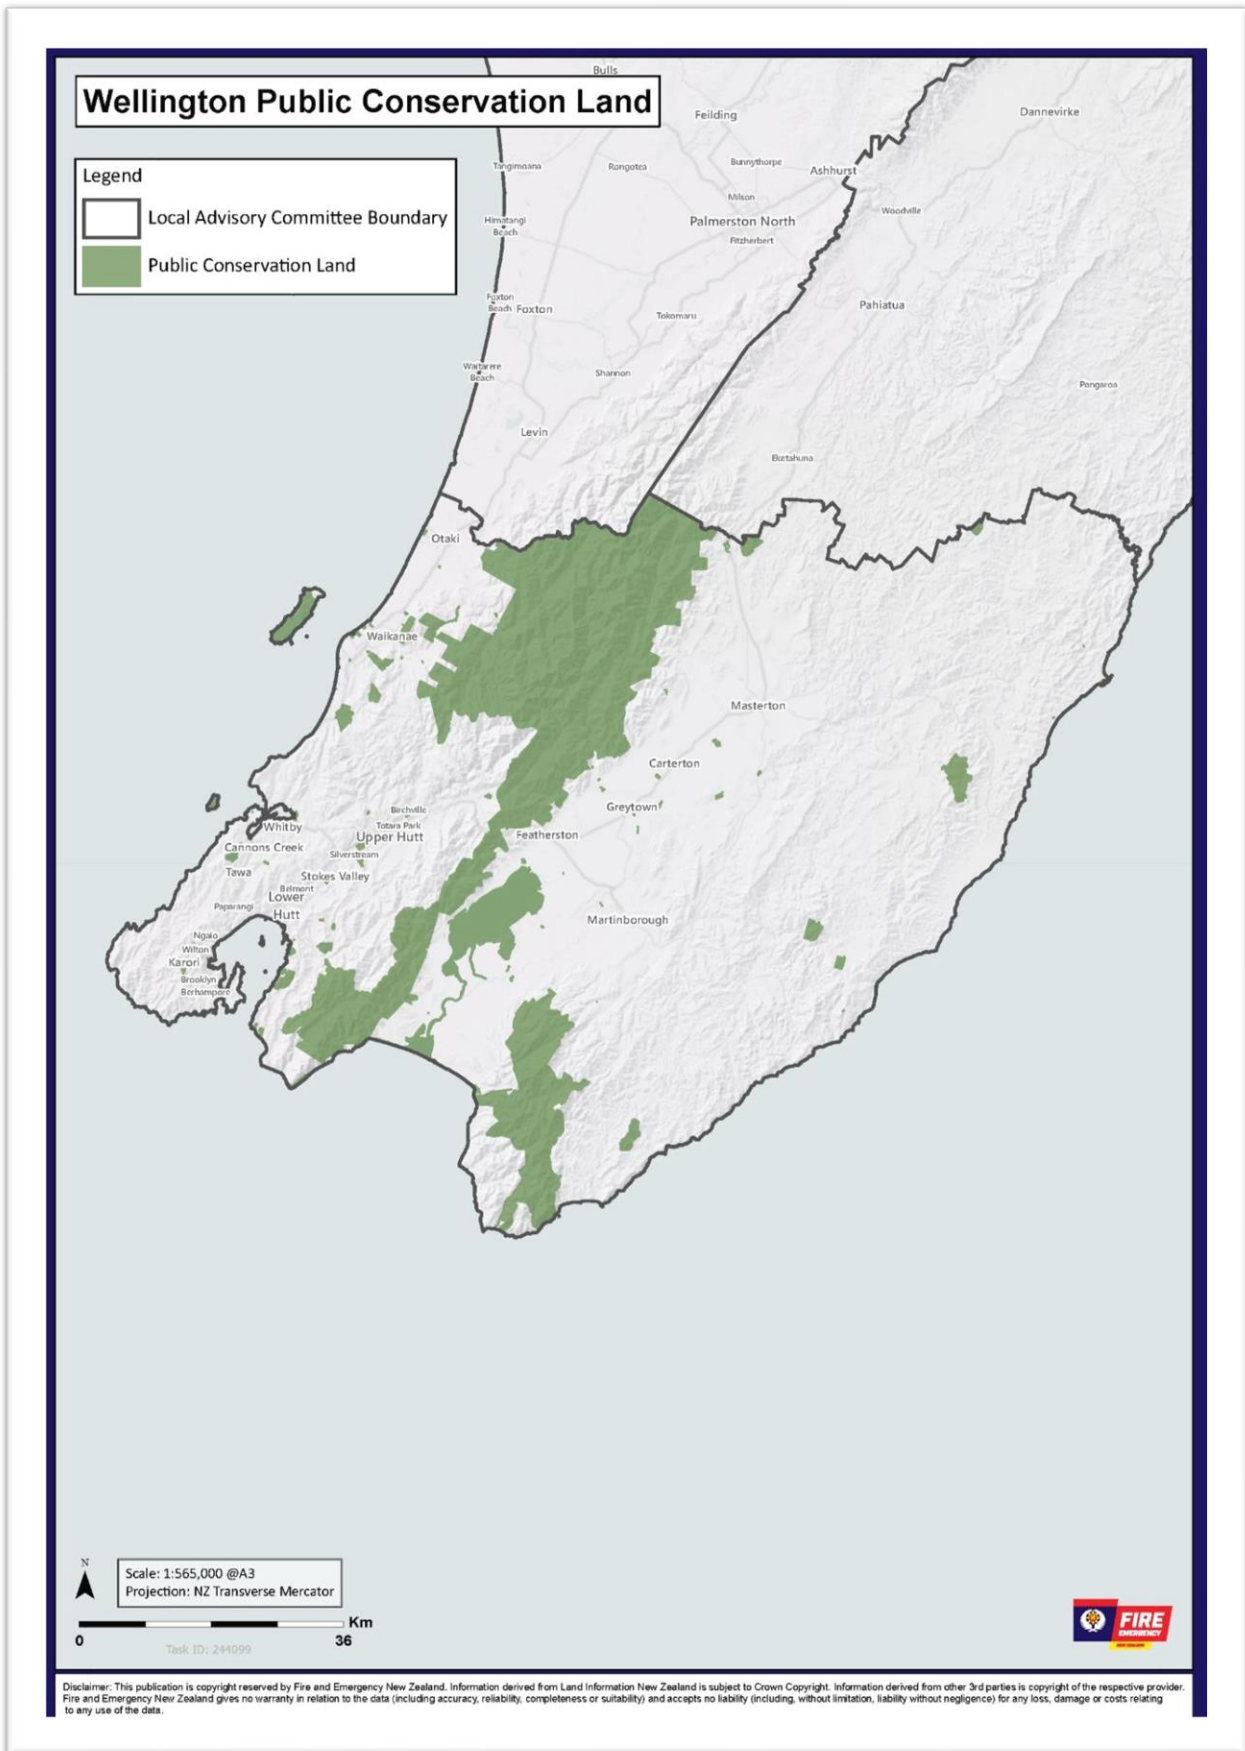 Wellington Public Conservation Land
Legend
Local Advisory Committee Boundary
Public Conservation Land
Bulls
Feilding
Dannevirke
Tangimoana
Rongotea
Bunnythorpe
Ashhurst
Milson
Woodville
Himatangi
Beach
Palmerston North
Fitzherbert
Foxton
Beach
Foxton
Pahiatua
Tokomaru
Waitarere
Beach
Shannon
Pongaroa
Levin
Eketahuna
Otaki
Waikanae
Masterton
Carterton
Greytown
Birchville
Totara Park
Whitby
Upper Hutt
Featherston
Cannons Creek
Silverstream
Tawa
Stokes Valley
Belmont
Lower
Hutt
Paparangi
Martinborough
Ngaio
Wilton
Karori
Brooklyn
Berhampore
N
Scale: 1:565,000 @A3
Projection: NZ Transverse Mercator
Km
0
36
Task ID: 244099
FIRE
EMERGENCY
NEW ZEALAND
Disclaimer: This publication is copyright reserved by Fire and Emergency New Zealand. Information derived from Land Information New Zealand is subject to Crown Copyright. Information derived from other 3rd parties is copyright of the respective provider.
Fire and Emergency New Zealand gives no warranty in relation to the data (including accuracy, reliability, completeness or suitability) and accepts no liability (including, without limitation, liability without negligence) for any loss, damage or costs relating
to any use of the data.